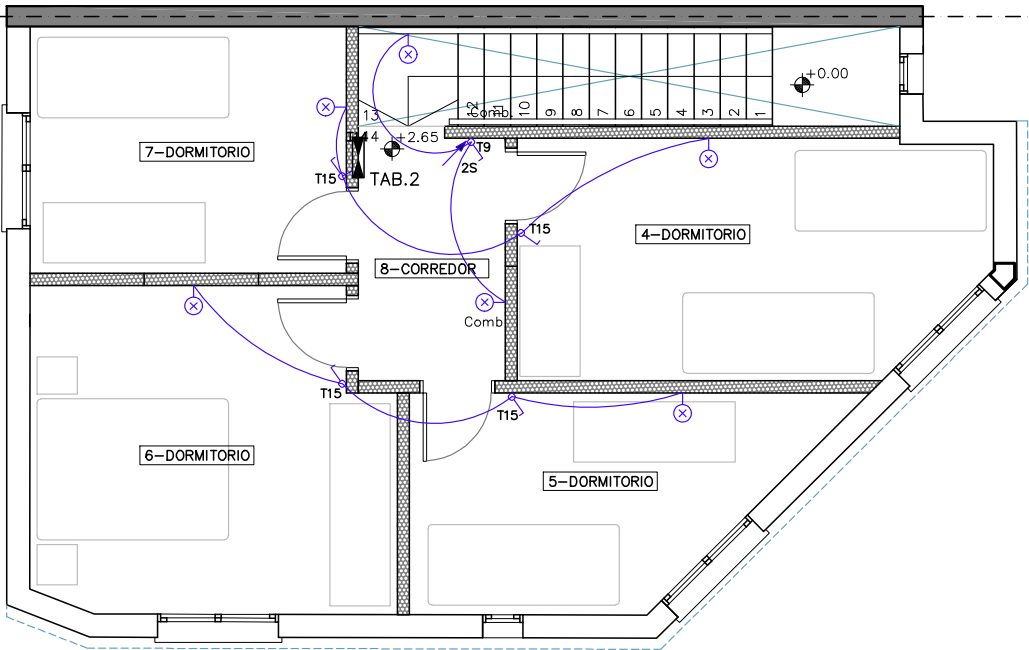 +0.00
12
11
10
9
8
7
6
5
4
3
2
1
Comb.
13
14
+2.65
T9
2S
7-DORMITORIO
T15
TAB.2
T15
4-DORMITORIO
8-CORREDOR
Comb
T15
T15
6-DORMITORIO
5-DORMITORIO